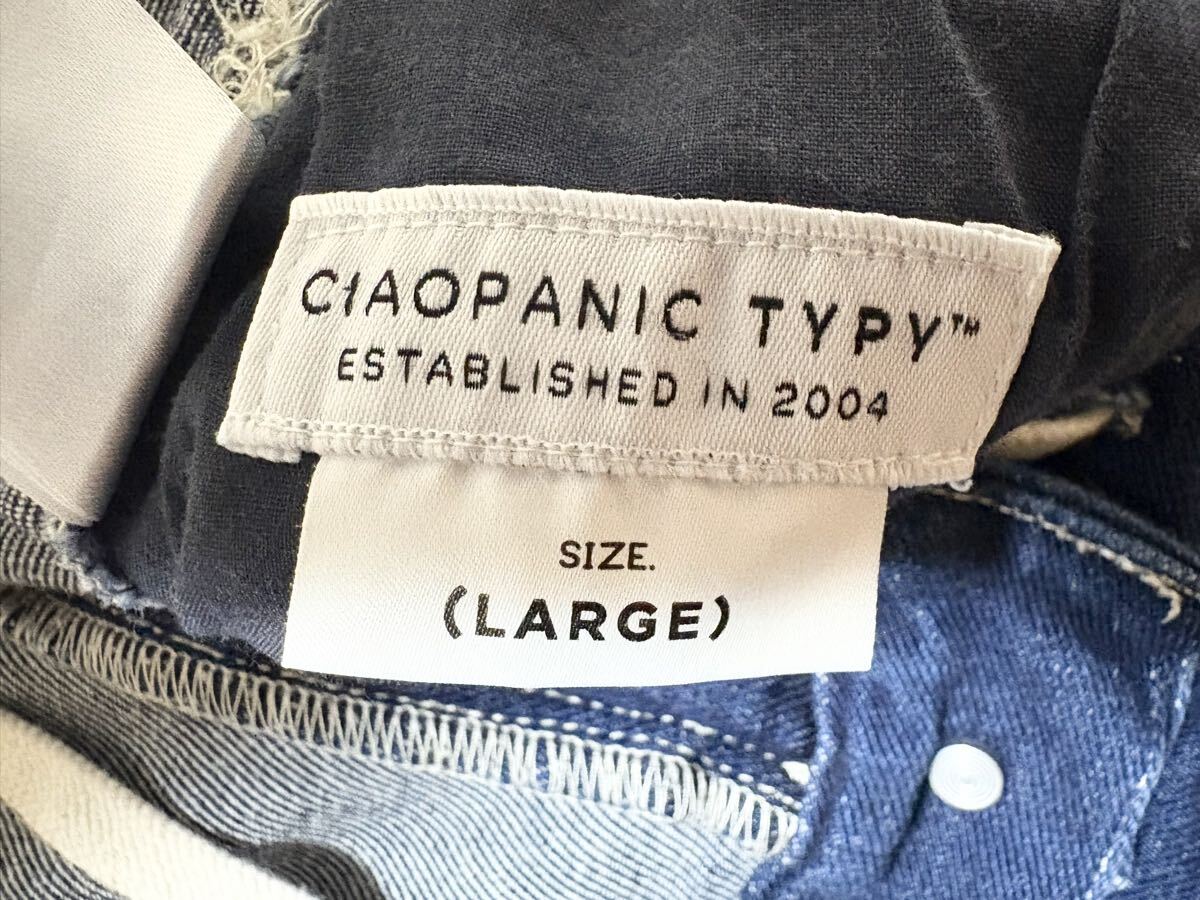 CIAOPANIC TYPY™
ESTABLISHED IN 2004
SIZE.
(LARGE)